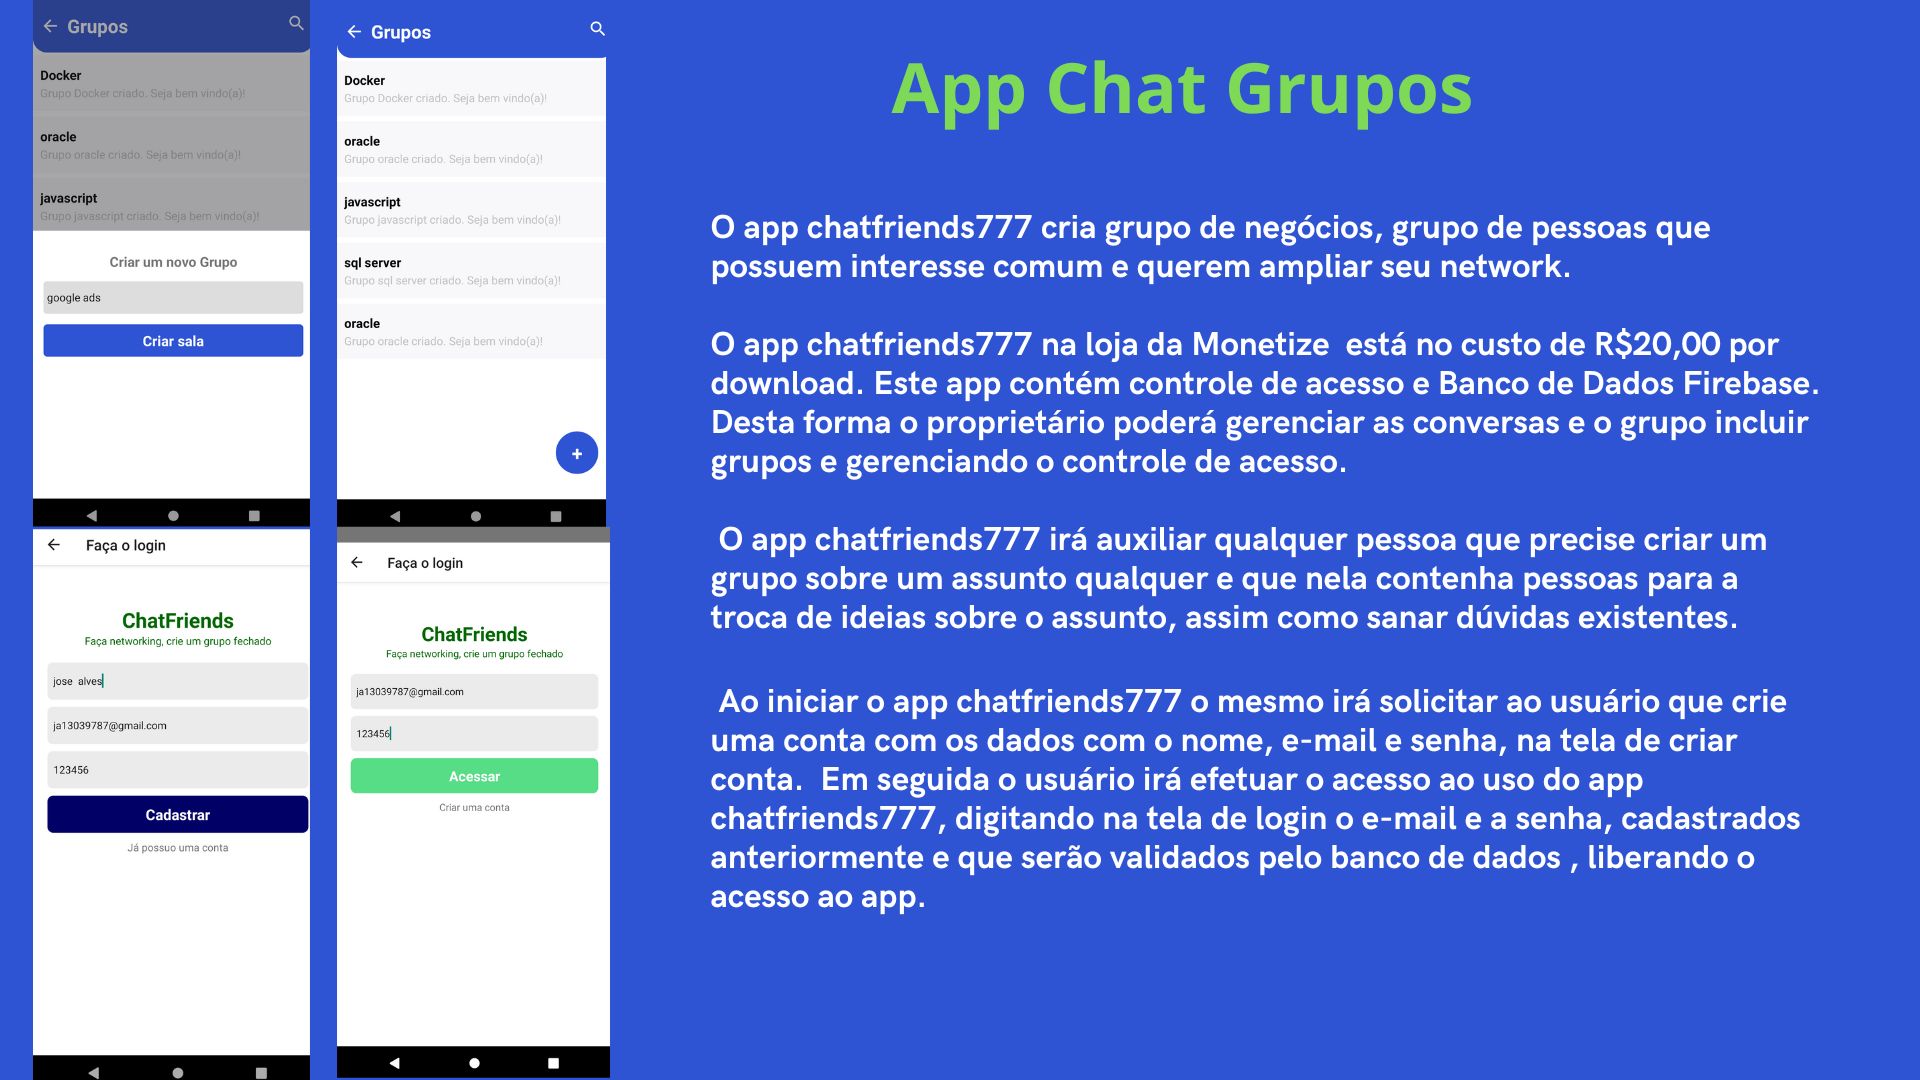 Grupos
Docker
Grupo Docker criado. Seja bem vindo(a)!
oracle
Grupo oracle criado. Seja bem vindo(a)!
javascript
Grupo javascript criado. Seja bem vindo(a)!
Criar um novo Grupo
google ads
Criar sala
Grupos
Docker
Grupo Docker criado. Seja bem vindo(a)!
oracle
Grupo oracle criado. Seja bem vindo(a)!
javascript
Grupo javascript criado. Seja bem vindo(a)!
sql server
Grupo sql server criado. Seja bem vindo(a)!
oracle
Grupo oracle criado. Seja bem vindo(a)!
+
Faça o login
ChatFriends
Faça networking, crie um grupo fechado
jose  alves
ja13039787@gmail.com
123456
Cadastrar
Já possuo uma conta
Faça o login
ChatFriends
Faça networking, crie um grupo fechado
ja13039787@gmail.com
123456
Acessar
Criar uma conta
App Chat Grupos
O app chatfriends777 cria grupo de negócios, grupo de pessoas que
possuem interesse comum e querem ampliar seu network.
O app chatfriends777 na loja da Monetize  está no custo de R$20,00 por
download. Este app contém controle de acesso e Banco de Dados Firebase.
Desta forma o proprietário poderá gerenciar as conversas e o grupo incluir
grupos e gerenciando o controle de acesso.
O app chatfriends777 irá auxiliar qualquer pessoa que precise criar um
grupo sobre um assunto qualquer e que nela contenha pessoas para a
troca de ideias sobre o assunto, assim como sanar dúvidas existentes.
Ao iniciar o app chatfriends777 o mesmo irá solicitar ao usuário que crie
uma conta com os dados com o nome, e-mail e senha, na tela de criar
conta.  Em seguida o usuário irá efetuar o acesso ao uso do app
chatfriends777, digitando na tela de login o e-mail e a senha, cadastrados
anteriormente e que serão validados pelo banco de dados , liberando o
acesso ao app.